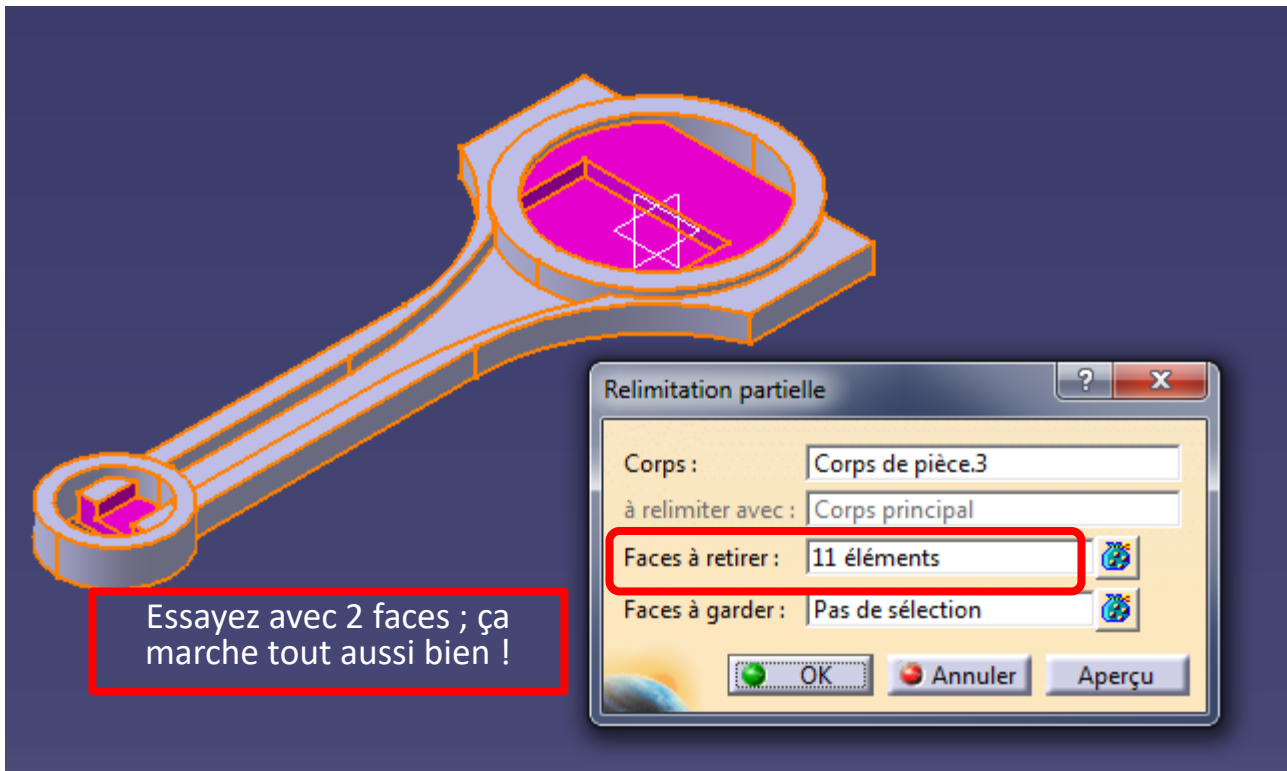 Relimitation partielle
?
X
Corps :
Corps de pièce.3
à relimiter avec :
Corps principal
Faces à retirer :
11 éléments
Faces à garder :
Pas de sélection
OK
Annuler
Aperçu
Essayez avec 2 faces ; ça
marche tout aussi bien !